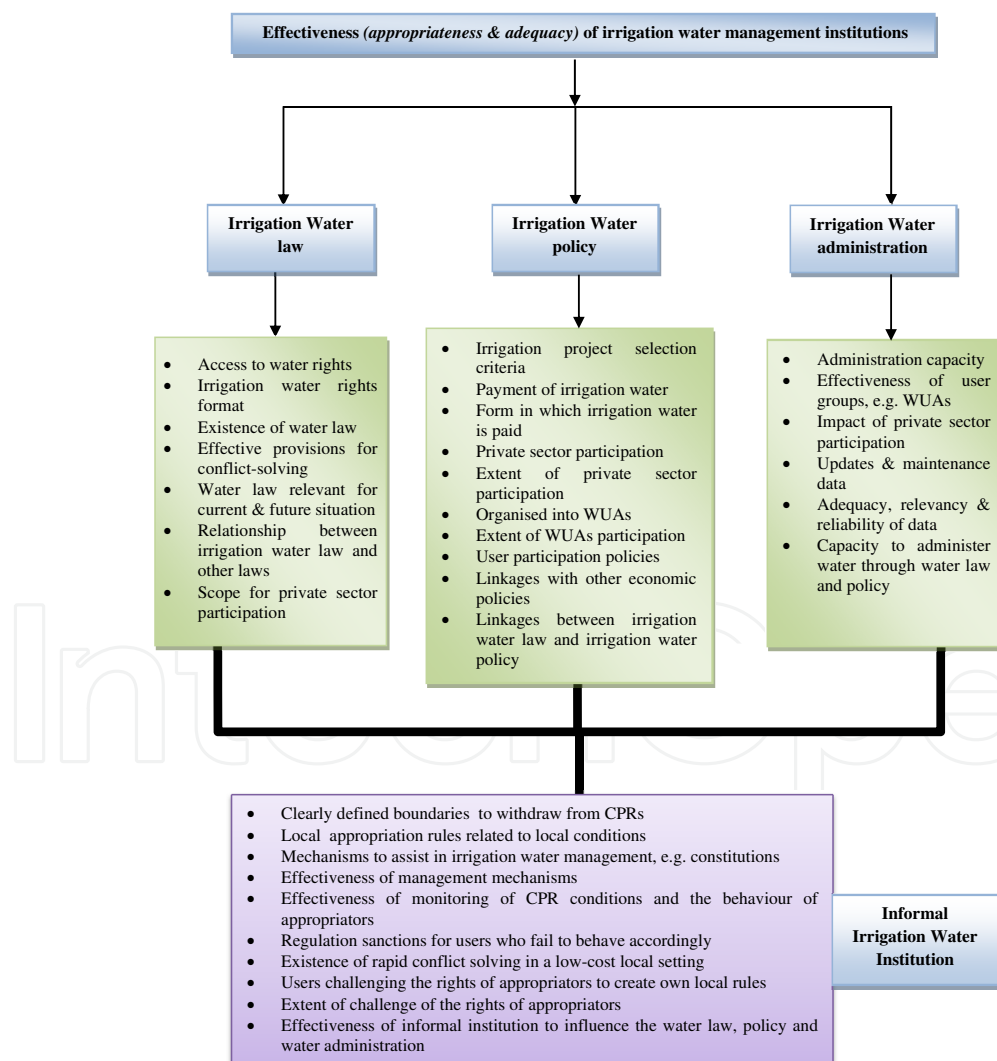 Effectiveness (appropriateness & adequacy) of irrigation water management institutions
Irrigation Water
law
Irrigation Water
policy
Irrigation Water
administration
• Access to water rights
• Irrigation water rights
format
• Existence of water law
• Effective provisions for
conflict-solving
• Water law relevant for
current & future situation
• Relationship between
irrigation water law and
other laws
• Scope for private sector
participation
• Irrigation project selection
criteria
• Payment of irrigation water
• Form in which irrigation water
is paid
• Private sector participation
• Extent of private sector
participation
• Organised into WUAs
• Extent of WUAs participation
• User participation policies
• Linkages with other economic
policies
• Linkages between irrigation
water law and irrigation water
policy
• Administration capacity
• Effectiveness of user
groups, e.g. WUAs
• Impact of private sector
participation
• Updates & maintenance
data
• Adequacy, relevancy &
reliability of data
• Capacity to administer
water through water law
and policy
• Clearly defined boundaries to withdraw from CPRs
• Local appropriation rules related to local conditions
• Mechanisms to assist in irrigation water management, e.g. constitutions
• Effectiveness of management mechanisms
• Effectiveness of monitoring of CPR conditions and the behaviour of
appropriators
• Regulation sanctions for users who fail to behave accordingly
• Existence of rapid conflict solving in a low-cost local setting
• Users challenging the rights of appropriators to create own local rules
• Extent of challenge of the rights of appropriators
• Effectiveness of informal institution to influence the water law, policy and
water administration
Informal
Irrigation Water
Institution